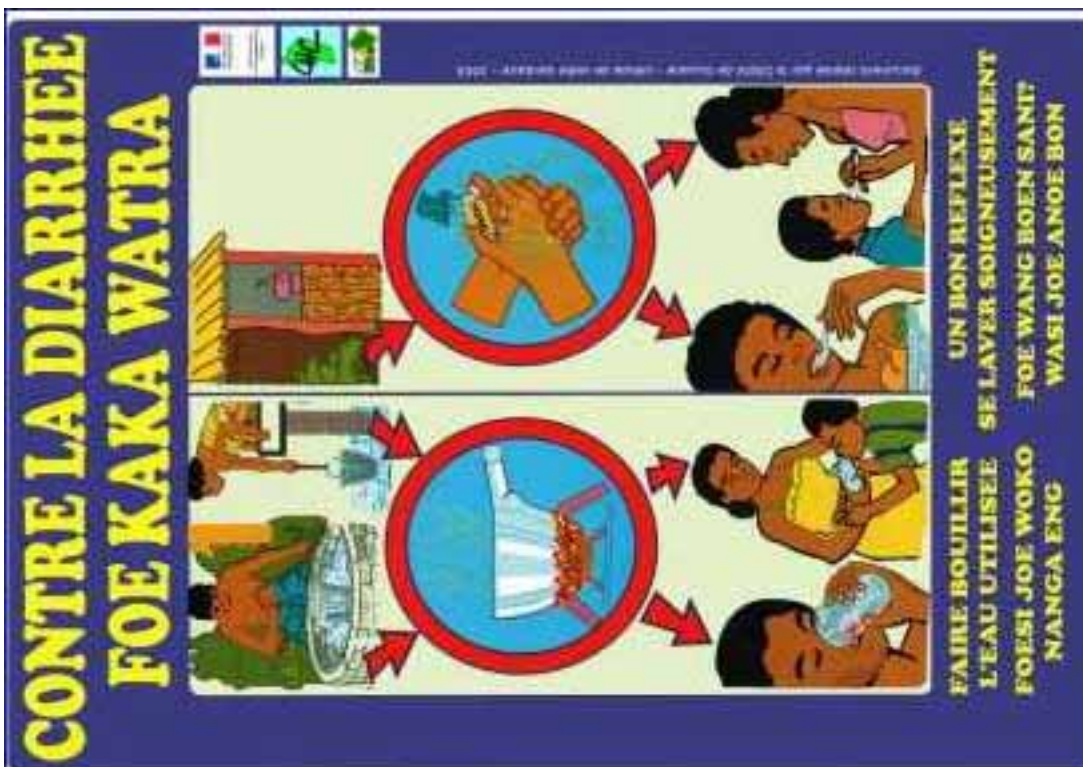 CONTRE LA DIARRHEE
FOE KAKA WATRA
FAIRE BOUILLIR
L'EAU UTILISEE
FOESI JOE WOKO
NANGA ENG
UN BON REFLEXE
SE LAVER SOIGNEUSEMENT
FOE WANG BOEN SANI?
WASI JOE ANOE BON